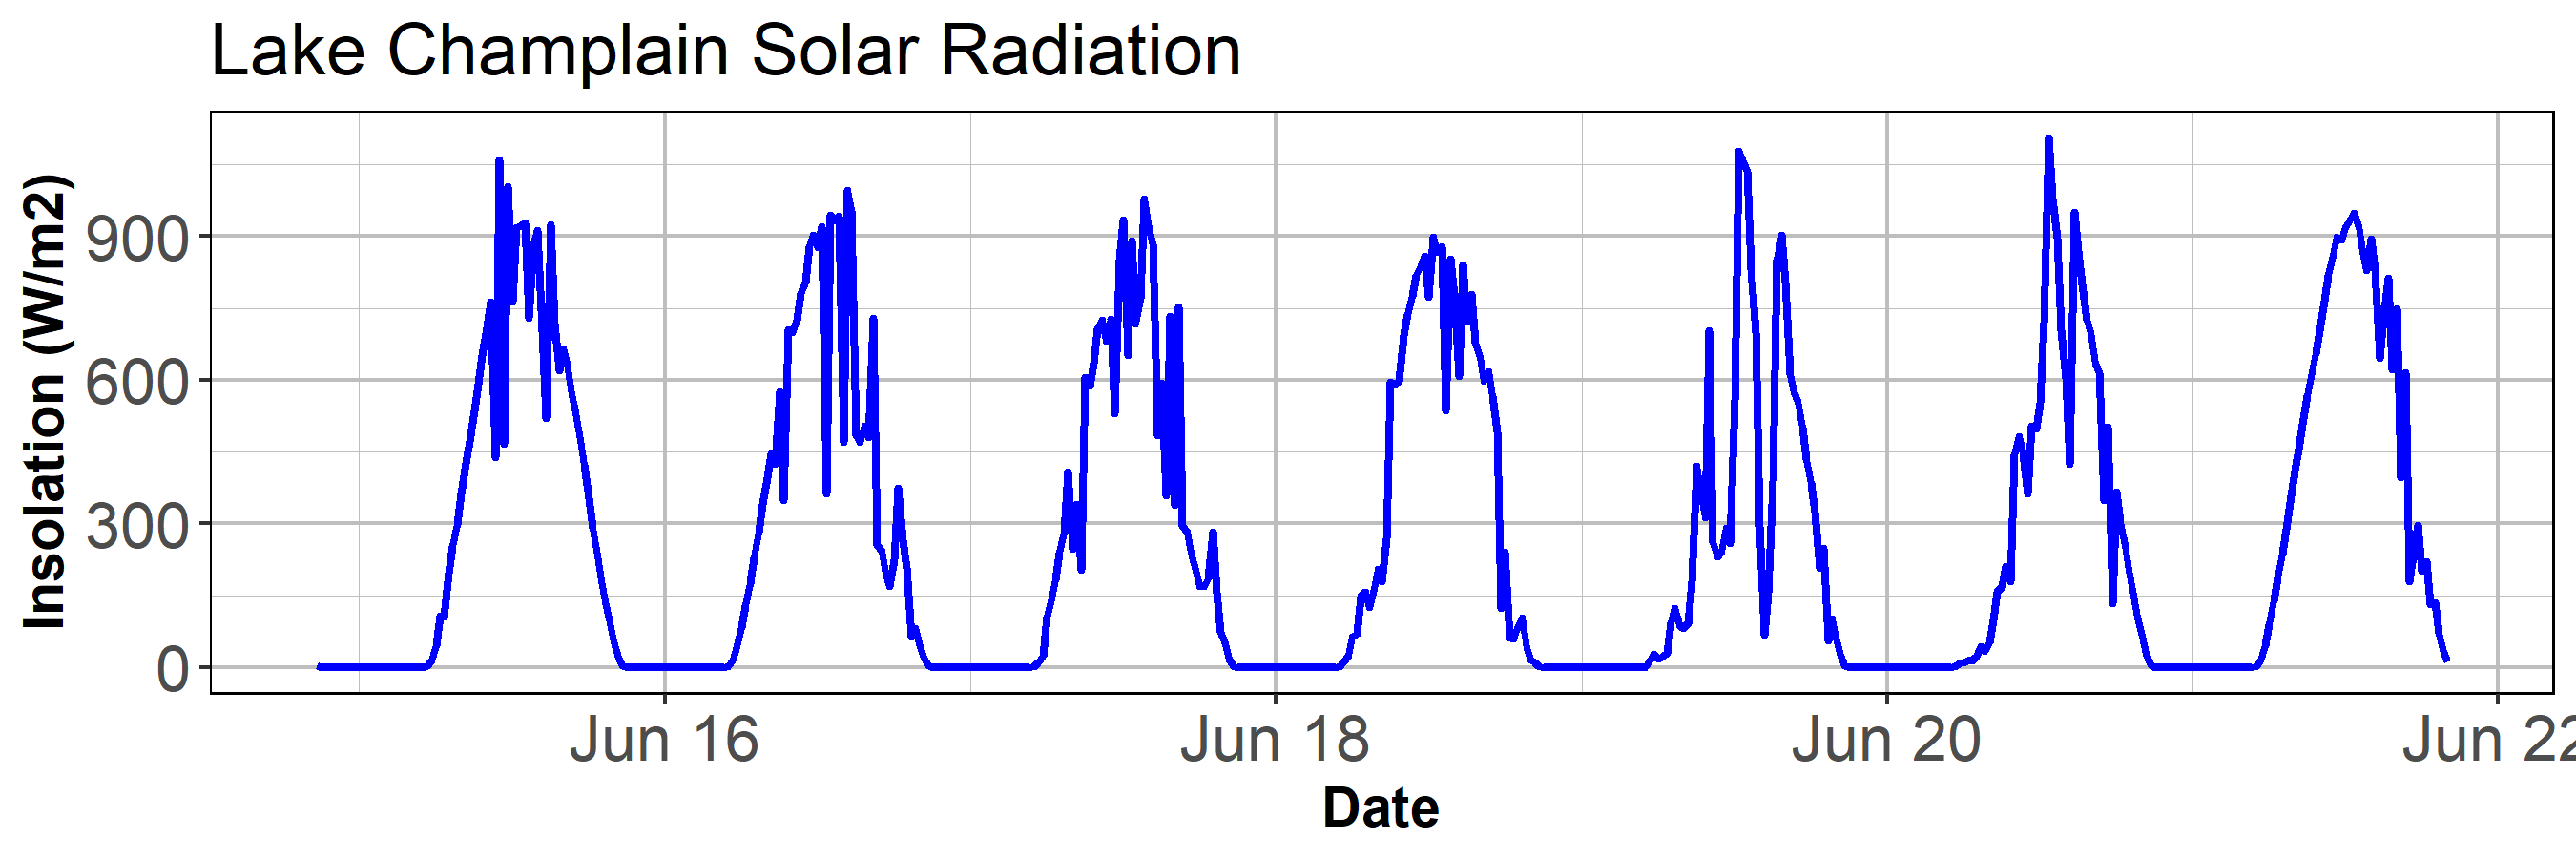 Lake Champlain Solar Radiation
Insolation (W/m2)
900
600
300
0
Jun 16 Jun 18 Jun 20 Jun 22
Date